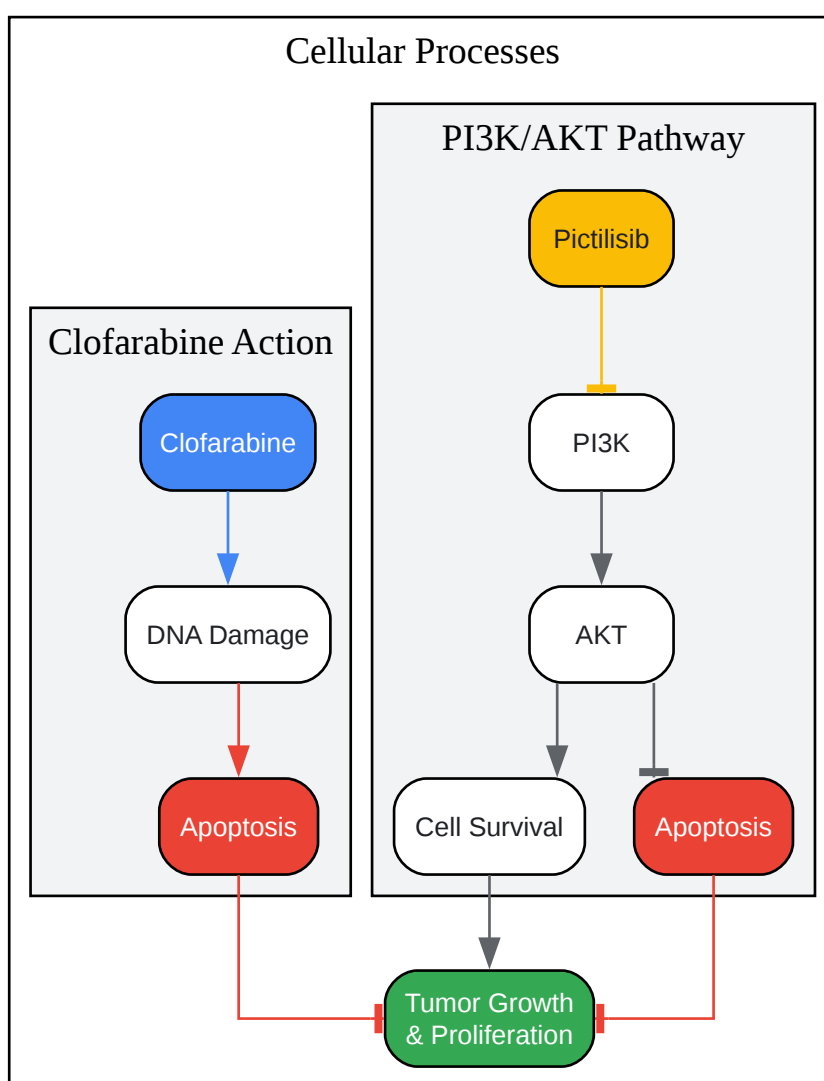 Cellular Processes
PI3K/AKT Pathway
Pictilisib
Clofarabine Action
Clofarabine
PI3K
DNA Damage
AKT
Apoptosis
Cell Survival
Apoptosis
Tumor Growth
& Proliferation